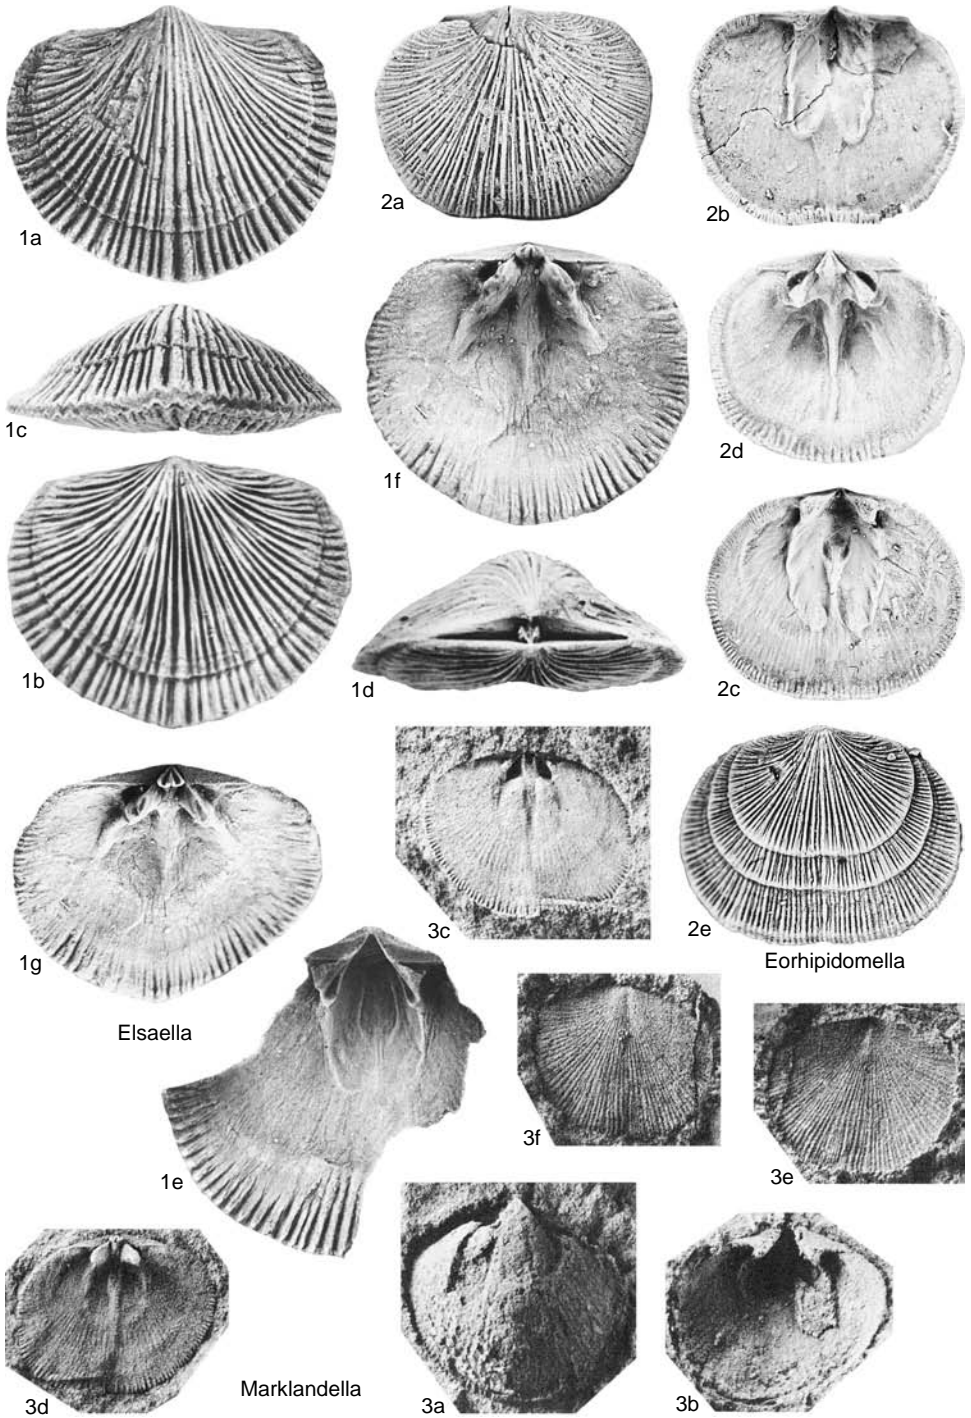 1a
2a
2b
1c
1f
2d
1b
1d
2c
1g
3c
2e
Eorhipidomella
Elsaella
1e
3f
3e
3d
Marklandella
3a
3b